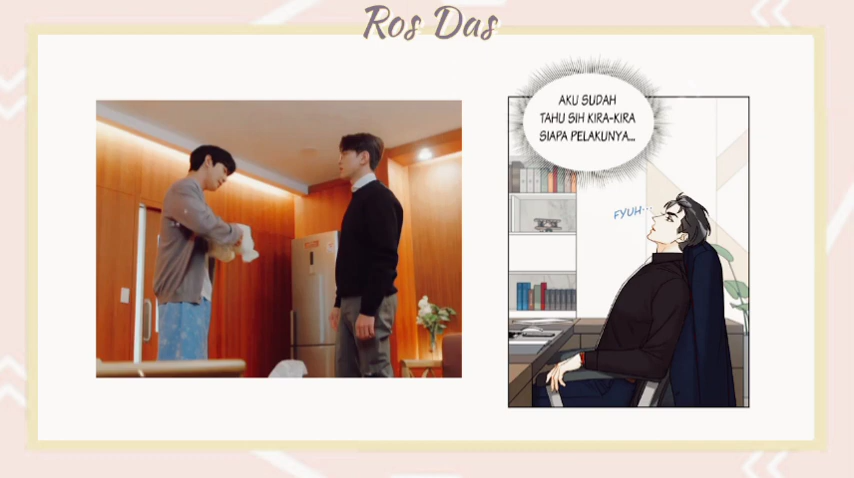 Ros Das
AKU SUDAH
TAHU SIH KIRA-KIRA
SIAPA PELAKUNYA...
FYUH...